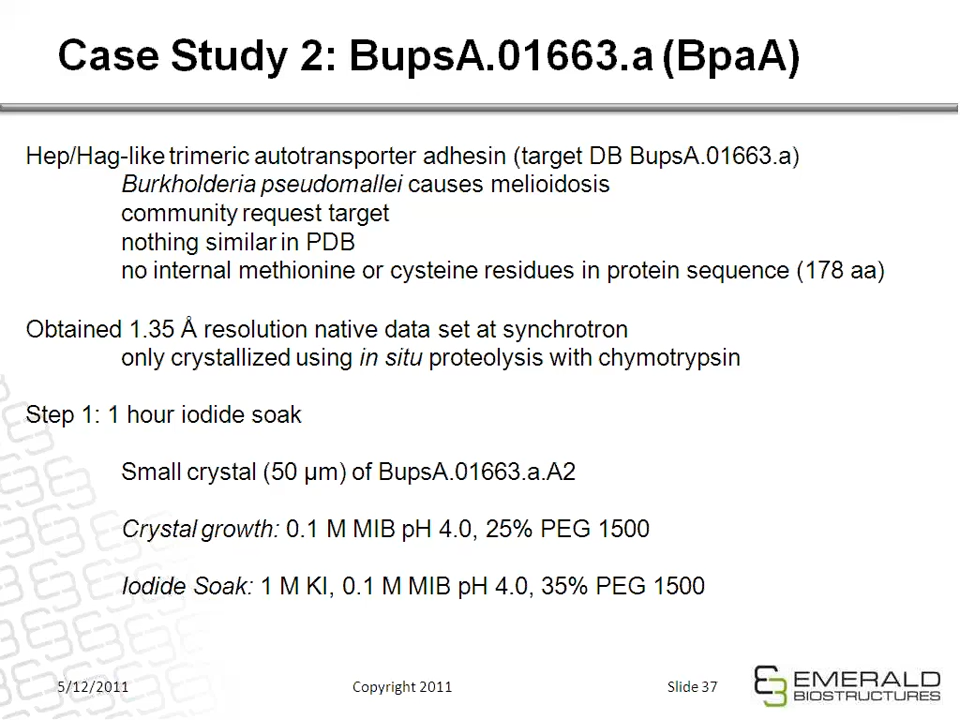 Case Study 2: BupsA.01663.a (BpaA)
Hep/Hag-like trimeric autotransporter adhesin (target DB BupsA.01663.a)
Burkholderia pseudomallei causes melioidosis
community request target
nothing similar in PDB
no internal methionine or cysteine residues in protein sequence (178 aa)
Obtained 1.35 Å resolution native data set at synchrotron
only crystallized using in situ proteolysis with chymotrypsin
Step 1: 1 hour iodide soak
Small crystal (50 µm) of BupsA.01663.a.A2
Crystal growth: 0.1 M MIB pH 4.0, 25% PEG 1500
Iodide Soak: 1 M KI, 0.1 M MIB pH 4.0, 35% PEG 1500
5/12/2011
Copyright 2011
Slide 37
EMERALD
BIOSTRUCTURES